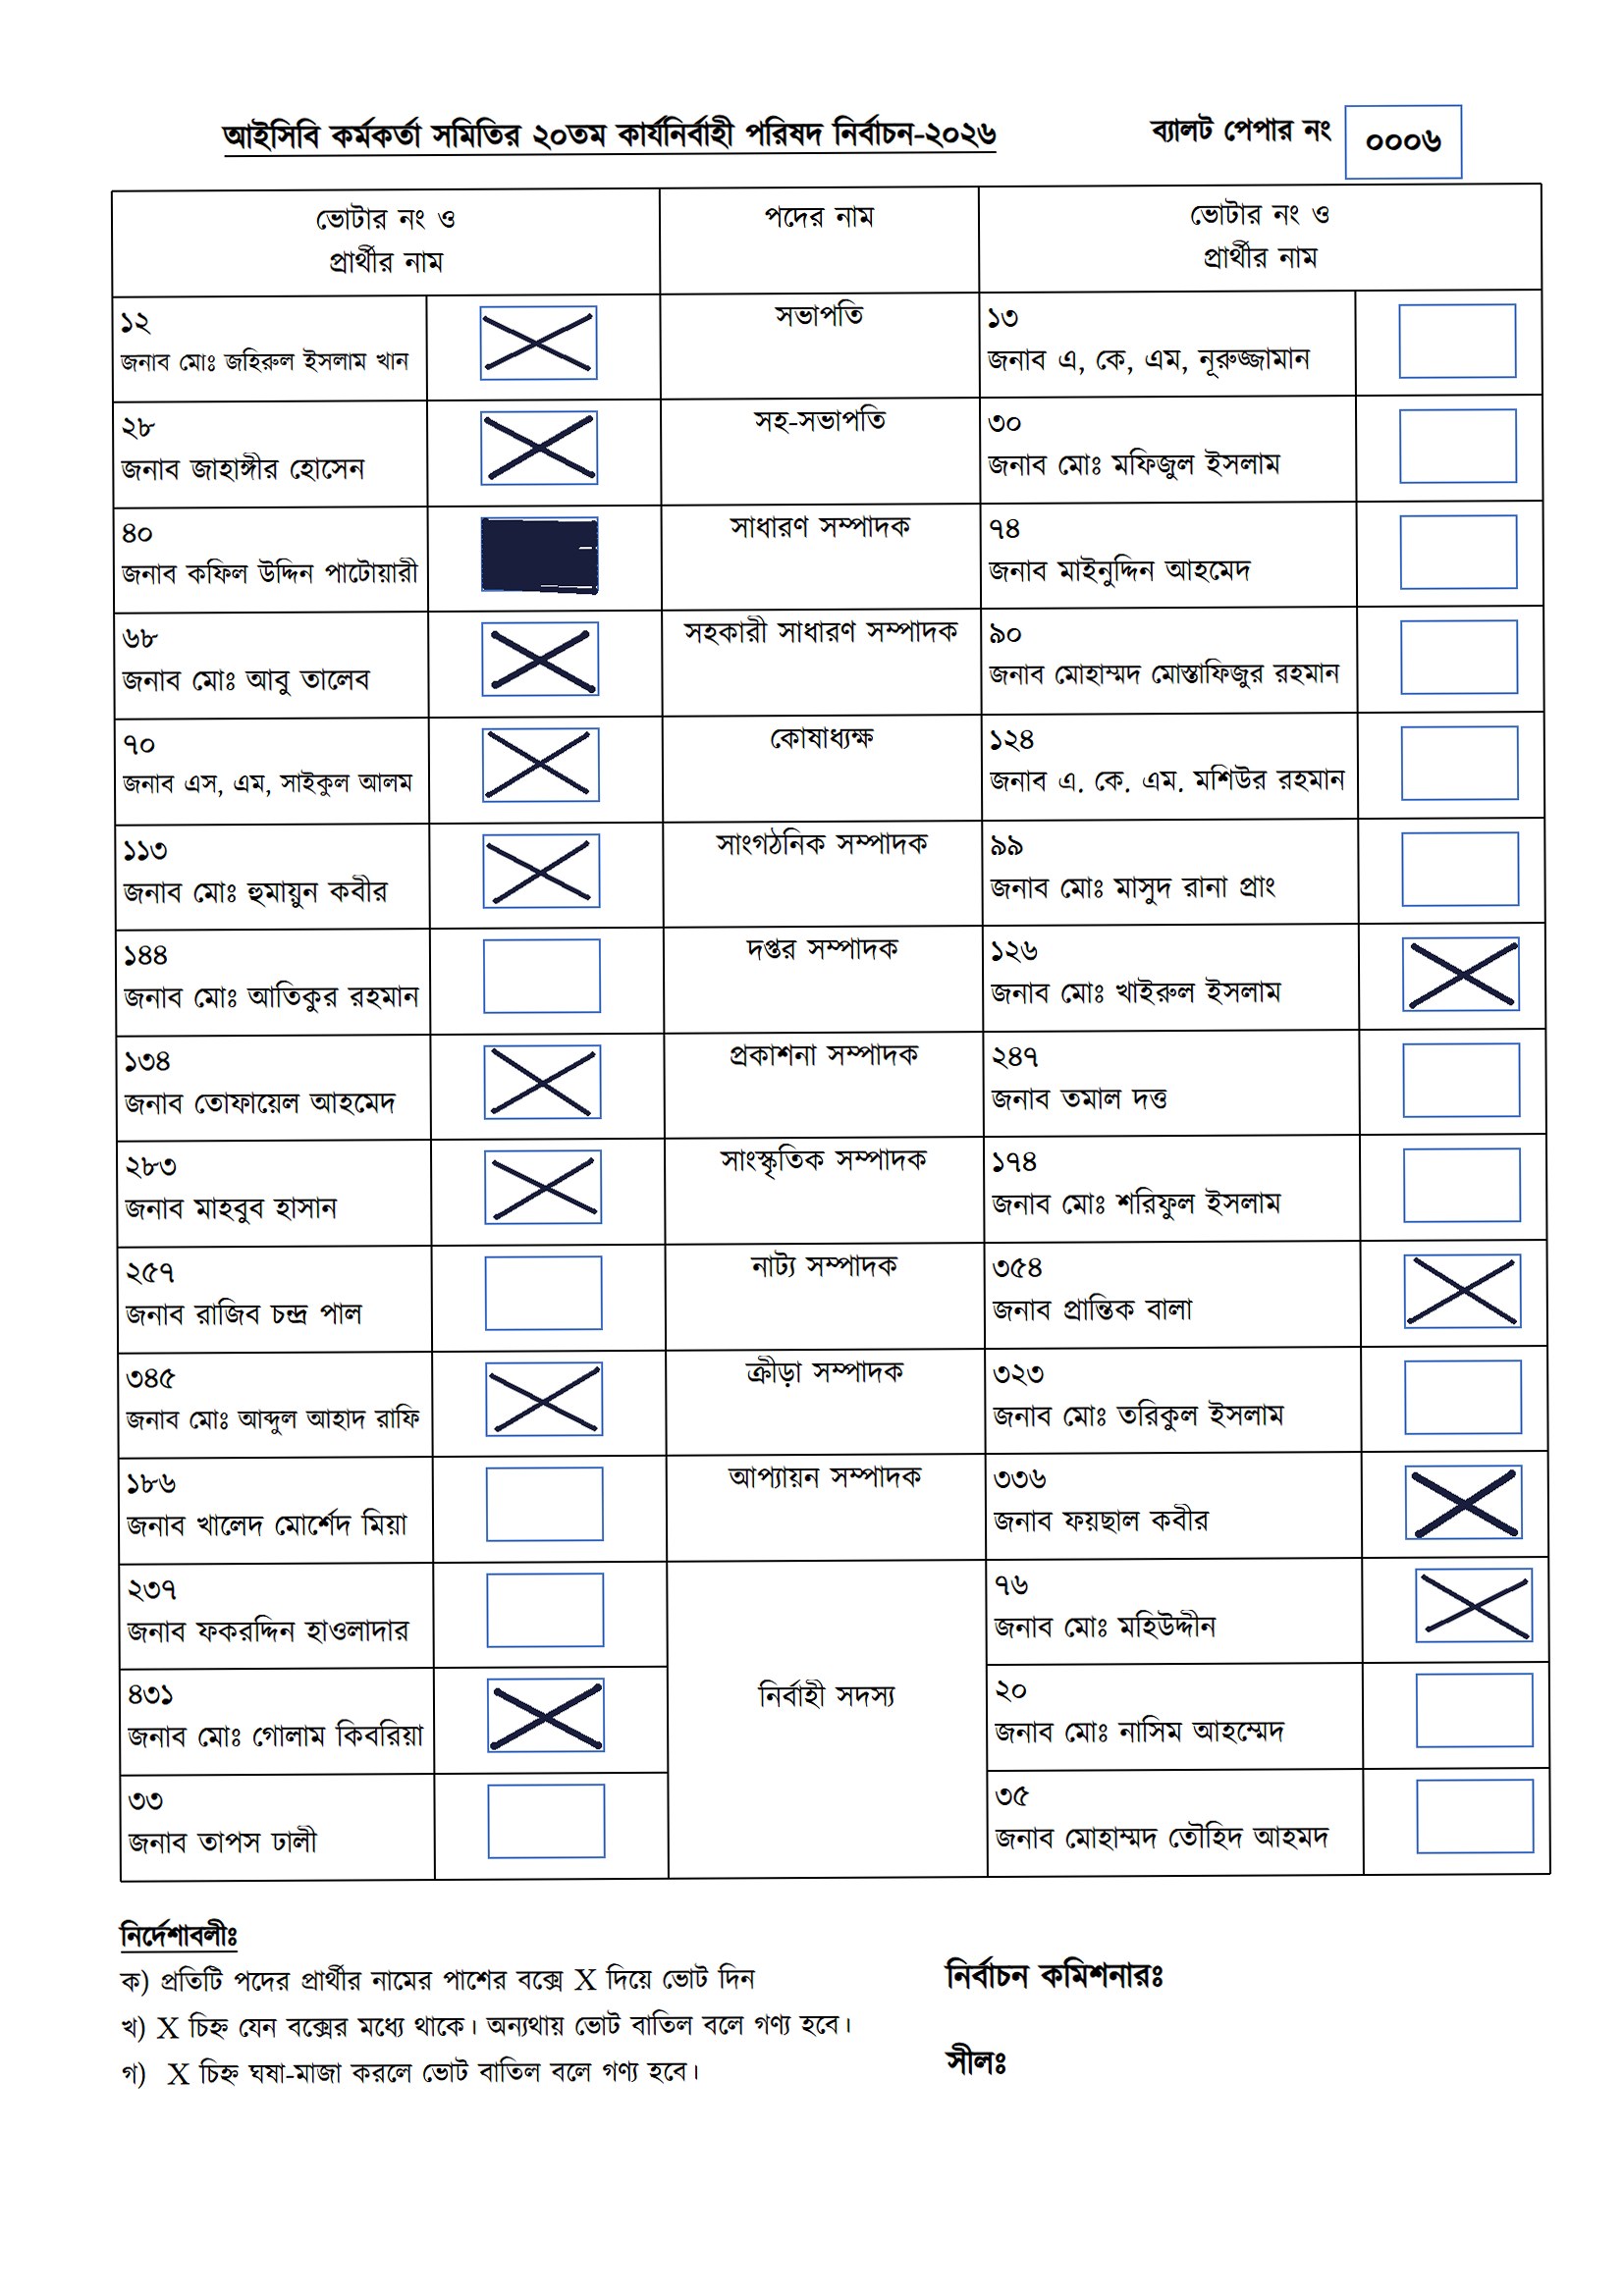 আইসিবি কর্মকর্তা সমিতির ২০তম কার্যনির্বাহী পরিষদ নির্বাচন-২০২৬ ব্যালট পেপার নং ০০০৬
ভোটার নং ও
প্রার্থীর নাম
পদের নাম
ভোটার নং ও
প্রার্থীর নাম
১২
জনাব মোঃ জহিরুল ইসলাম খান
সভাপতি
১৩
জনাব এ, কে, এম, নূরুজ্জামান
২৮
জনাব জাহাঙ্গীর হোসেন
সহ-সভাপতি
৩০
জনাব মোঃ মফিজুল ইসলাম
৪০
জনাব কফিল উদ্দিন পাটোয়ারী
সাধারণ সম্পাদক
৭৪
জনাব মাইনুদ্দিন আহমেদ
৬৮
জনাব মোঃ আবু তালেব
সহকারী সাধারণ সম্পাদক
৯০
জনাব মোহাম্মদ মোস্তাফিজুর রহমান
৭০
জনাব এস, এম, সাইকুল আলম
কোষাধ্যক্ষ
১২৪
জনাব এ. কে. এম. মশিউর রহমান
১১৩
জনাব মোঃ হুমায়ুন কবীর
সাংগঠনিক সম্পাদক
৯৯
জনাব মোঃ মাসুদ রানা প্রাং
১৪৪
জনাব মোঃ আতিকুর রহমান
দপ্তর সম্পাদক
১২৬
জনাব মোঃ খাইরুল ইসলাম
১৩৪
জনাব তোফায়েল আহমেদ
প্রকাশনা সম্পাদক
২৪৭
জনাব তমাল দত্ত
২৮৩
জনাব মাহবুব হাসান
সাংস্কৃতিক সম্পাদক
১৭৪
জনাব মোঃ শরিফুল ইসলাম
২৫৭
জনাব রাজিব চন্দ্র পাল
নাট্য সম্পাদক
৩৫৪
জনাব প্রান্তিক বালা
৩৪৫
জনাব মোঃ আব্দুল আহাদ রাফি
ক্রীড়া সম্পাদক
৩২৩
জনাব মোঃ তরিকুল ইসলাম
১৮৬
জনাব খালেদ মোর্শেদ মিয়া
আপ্যায়ন সম্পাদক
৩৩৬
জনাব ফয়ছাল কবীর
২৩৭
জনাব ফকরদ্দিন হাওলাদার
৭৬
জনাব মোঃ মহিউদ্দীন
৪৩১
জনাব মোঃ গোলাম কিবরিয়া
নির্বাহী সদস্য
২০
জনাব মোঃ নাসিম আহম্মেদ
৩৩
জনাব তাপস ঢালী
৩৫
জনাব মোহাম্মদ তৌহিদ আহমদ
নির্দেশাবলীঃ
ক) প্রতিটি পদের প্রার্থীর নামের পাশের বক্সে X দিয়ে ভোট দিন
নির্বাচন কমিশনারঃ
খ) X চিহ্ন যেন বক্সের মধ্যে থাকে। অন্যথায় ভোট বাতিল বলে গণ্য হবে।
গ) X চিহ্ন ঘষা-মাজা করলে ভোট বাতিল বলে গণ্য হবে।
সীলঃ